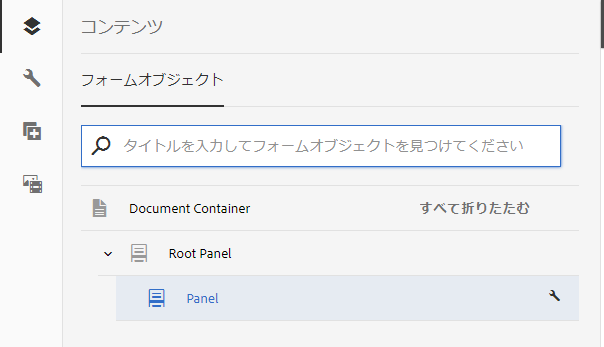 コンテンツ
フォームオブジェクト
タイトルを入力してフォームオブジェクトを見つけてください
Document Container すべて折りたたむ
Root Panel
Panel